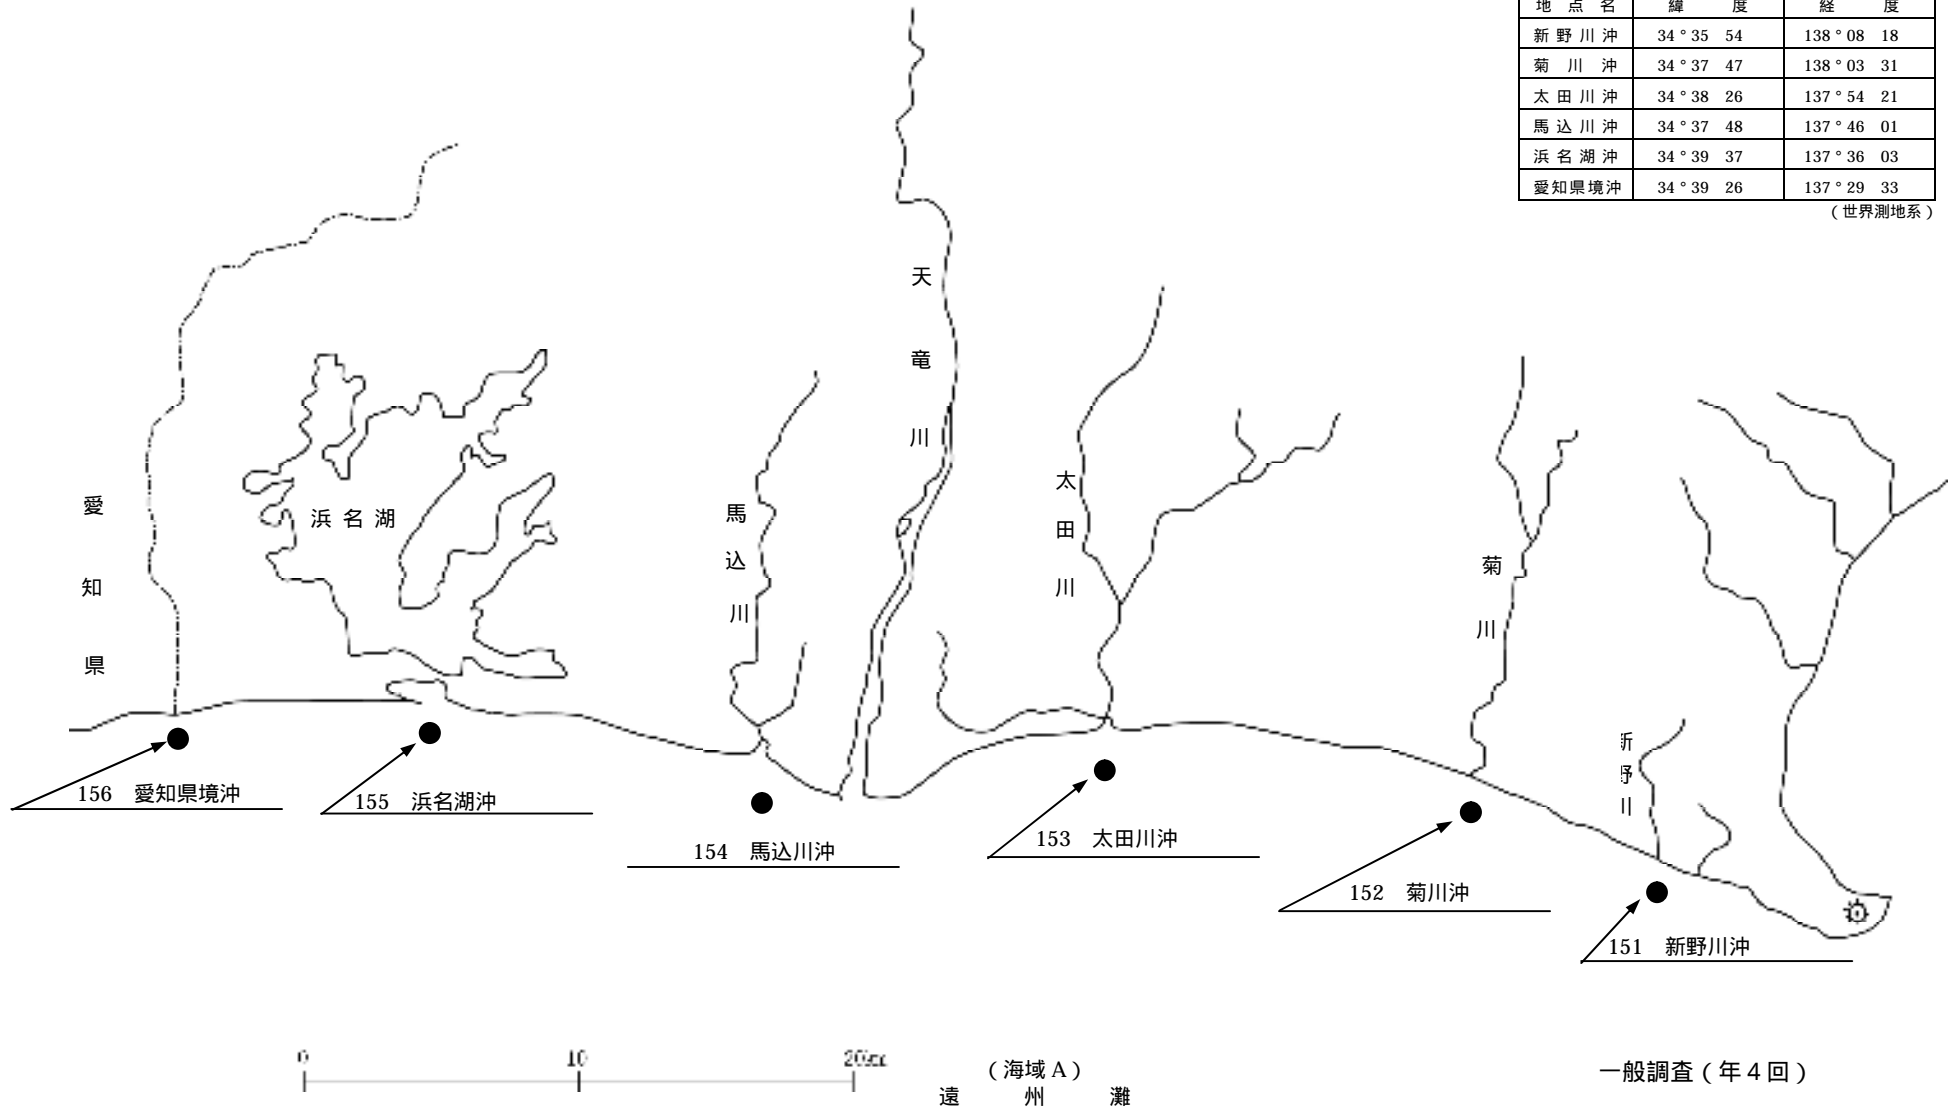 地点名 緯度 経度
新野川沖 34°35 54 138°08 18
菊川沖 34°37 47 138°03 31
太田川沖 34°38 26 137°54 21
馬込川沖 34°37 48 137°46 01
浜名湖沖 34°39 37 137°36 03
愛知県境沖 34°39 26 137°29 33
(世界測地系)
愛知県
浜名湖
馬込川
天竜川
太田川
菊川
新野川
156 愛知県境沖
155 浜名湖沖
154 馬込川沖
153 太田川沖
152 菊川沖
151 新野川沖
0 10 20km
(海域A)
遠州灘
一般調査(年4回)